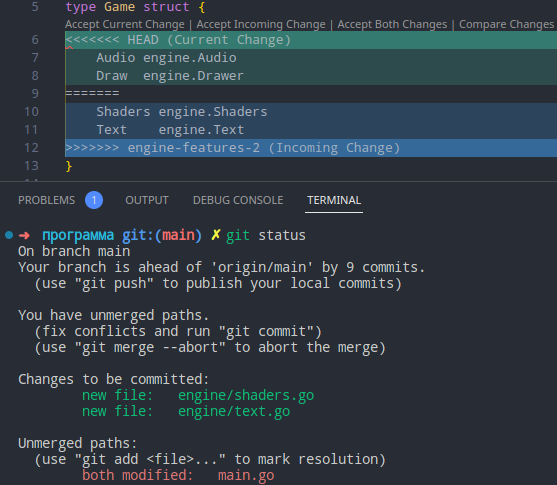 5 type Game struct {
Accept Current Change | Accept Incoming Change | Accept Both Changes | Compare Changes
6 <<<<<<< HEAD (Current Change)
7 Audio engine.Audio
8 Draw  engine.Drawer
9 =======
10 Shaders engine.Shaders
11 Text    engine.Text
12 >>>>>>> engine-features-2 (Incoming Change)
13 }
PROBLEMS 1 OUTPUT DEBUG CONSOLE TERMINAL
➜ программа git:(main) ✗ git status
On branch main
Your branch is ahead of 'origin/main' by 9 commits.
(use "git push" to publish your local commits)
You have unmerged paths.
(fix conflicts and run "git commit")
(use "git merge --abort" to abort the merge)
Changes to be committed:
new file:   engine/shaders.go
new file:   engine/text.go
Unmerged paths:
(use "git add <file>..." to mark resolution)
both modified:   main.go